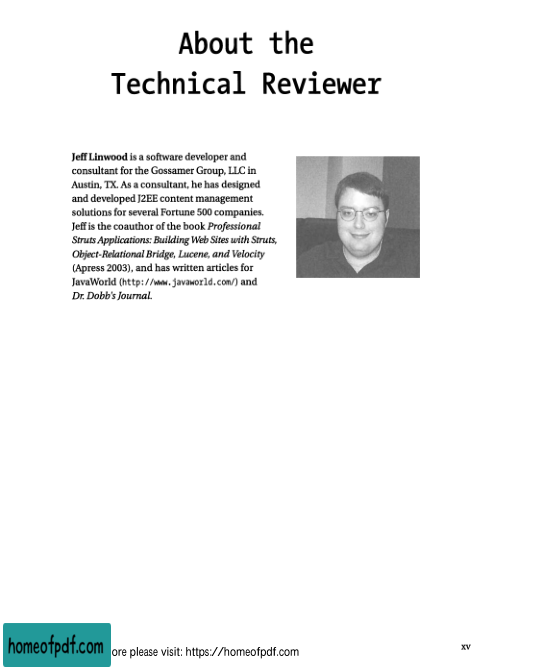 About the
Technical Reviewer
Jeff Linwood is a software developer and
consultant for the Gossamer Group, LLC in
Austin, TX. As a consultant, he has designed
and developed J2EE content management
solutions for several Fortune 500 companies.
Jeff is the coauthor of the book Professional
Struts Applications: Building Web Sites with Struts,
Object-Relational Bridge, Lucene, and Velocity
(Apress 2003), and has written articles for
JavaWorld (http://www.javaworld.com/) and
Dr. Dobb's Journal.
homeofpdf.com
ore please visit: https://homeofpdf.com
xv